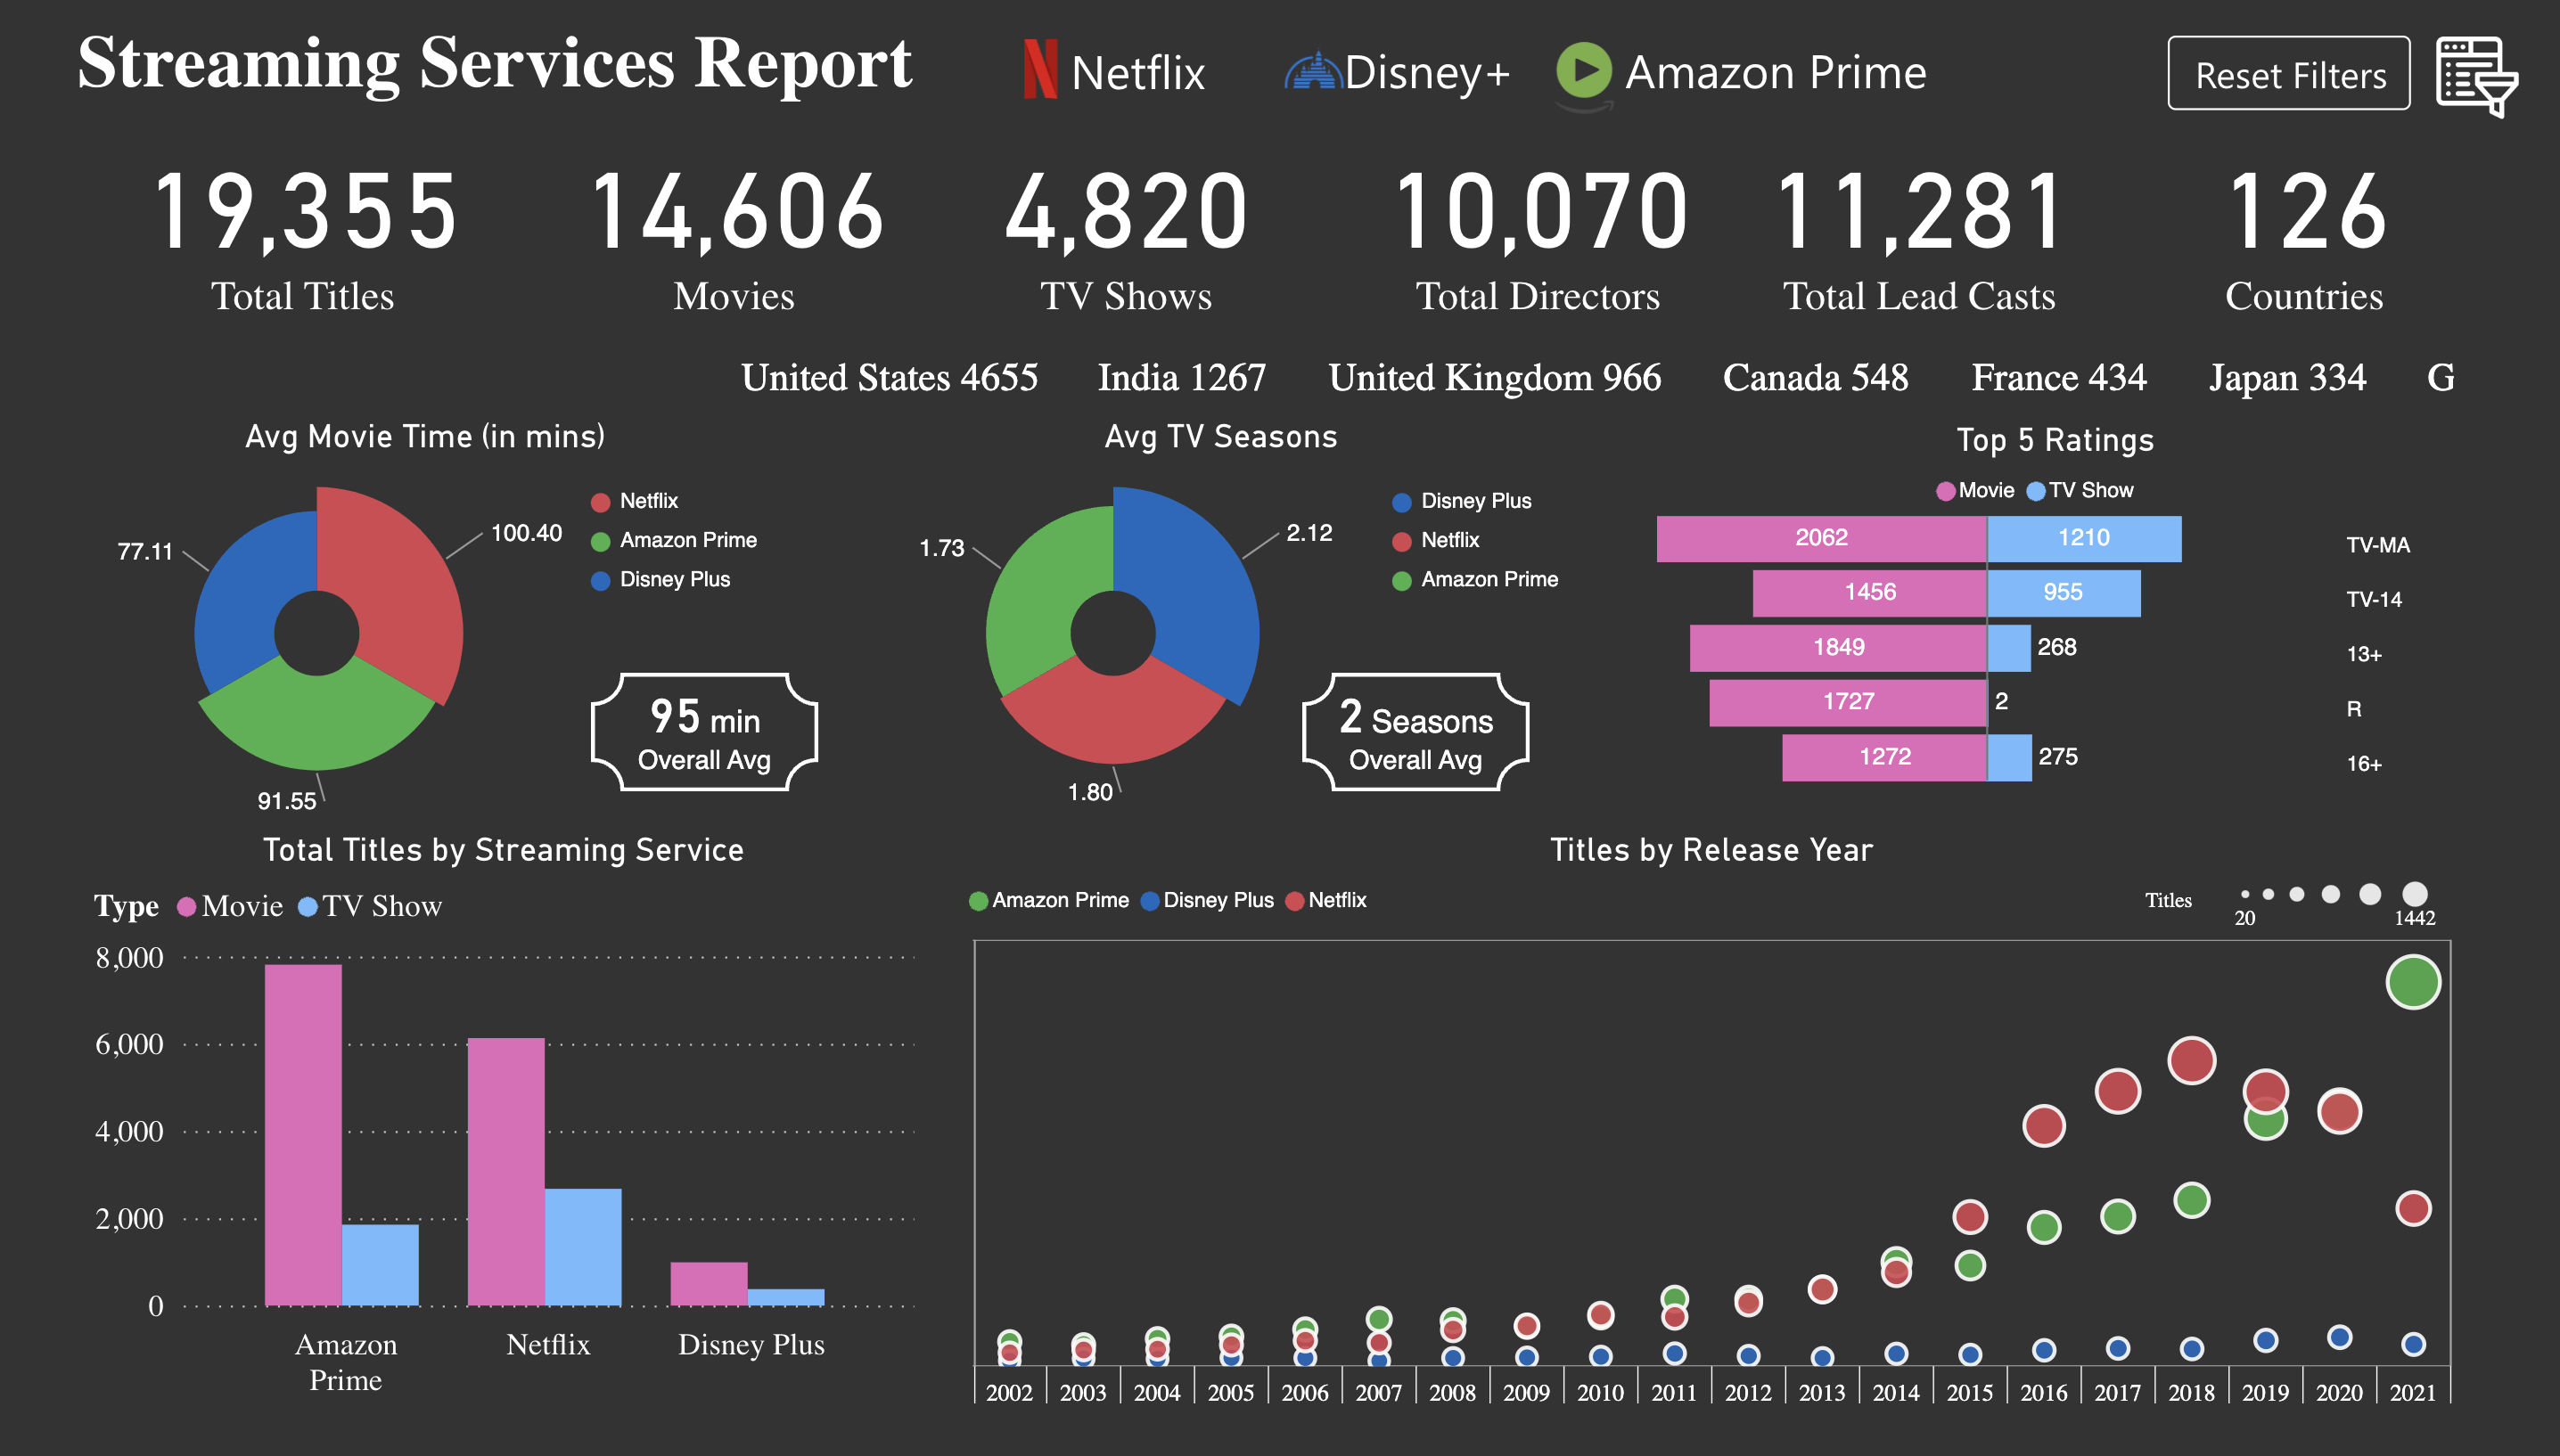 Streaming Services Report
Netflix
Disney+
Amazon Prime
Reset Filters
19,355
Total Titles
14,606
Movies
4,820
TV Shows
10,070
Total Directors
11,281
Total Lead Casts
126
Countries
United States 4655 India 1267 United Kingdom 966 Canada 548 France 434 Japan 334 G
Avg Movie Time (in mins)
Netflix
Amazon Prime
Disney Plus
100.40
77.11
91.55
95 min
Overall Avg
Avg TV Seasons
Disney Plus
Netflix
Amazon Prime
2.12
1.73
1.80
2 Seasons
Overall Avg
Top 5 Ratings
Movie TV Show
2062 1210 TV-MA
1456 955 TV-14
1849 268 13+
1727 2 R
1272 275 16+
Total Titles by Streaming Service
Type Movie TV Show
8,000
6,000
4,000
2,000
0
Amazon
Prime
Netflix
Disney Plus
Titles by Release Year
Amazon Prime Disney Plus Netflix
Titles
20 1442
2002 2003 2004 2005 2006 2007 2008 2009 2010 2011 2012 2013 2014 2015 2016 2017 2018 2019 2020 2021